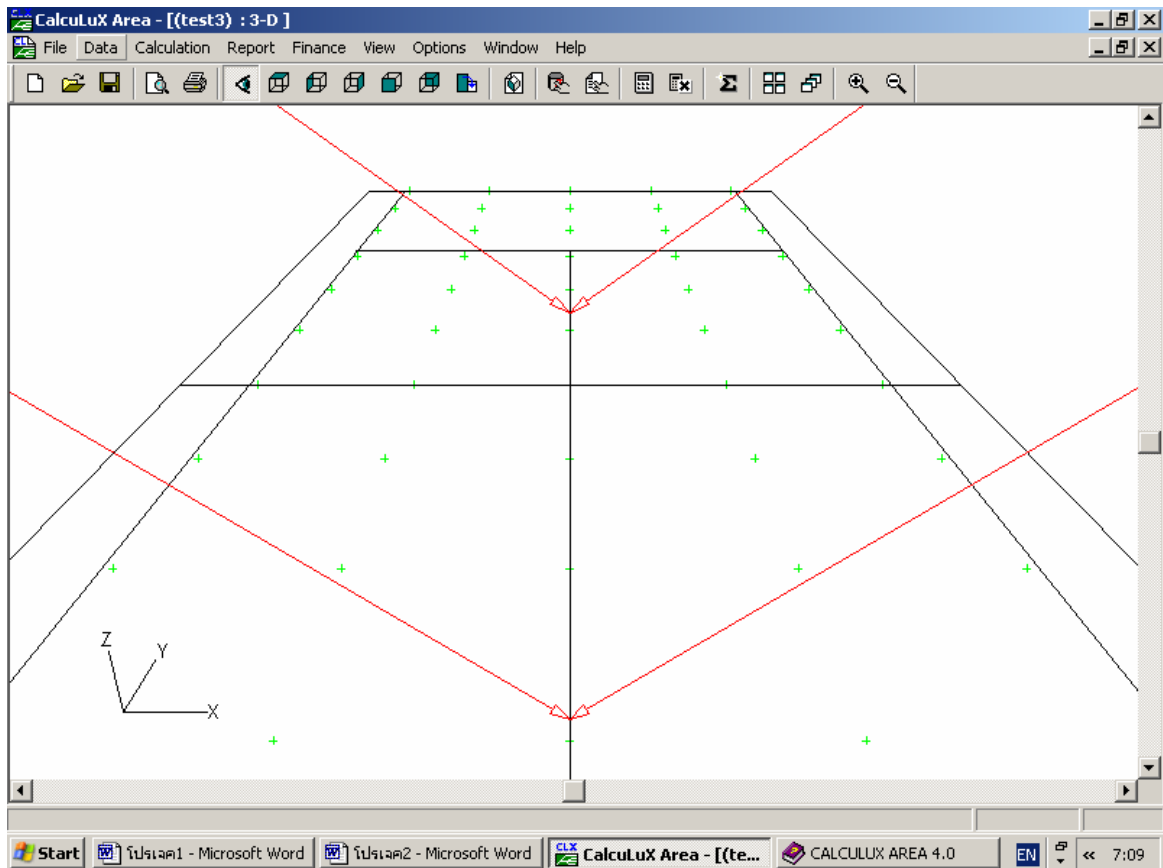 CalcuLuX Area - [(test3) : 3-D ]
File Data Calculation Report Finance View Options Window Help
Z
Y
X
Start โปรเจค1 - Microsoft Word โปรเจค2 - Microsoft Word CalcuLuX Area - [(te... CALCULUX AREA 4.0 EN « 7:09